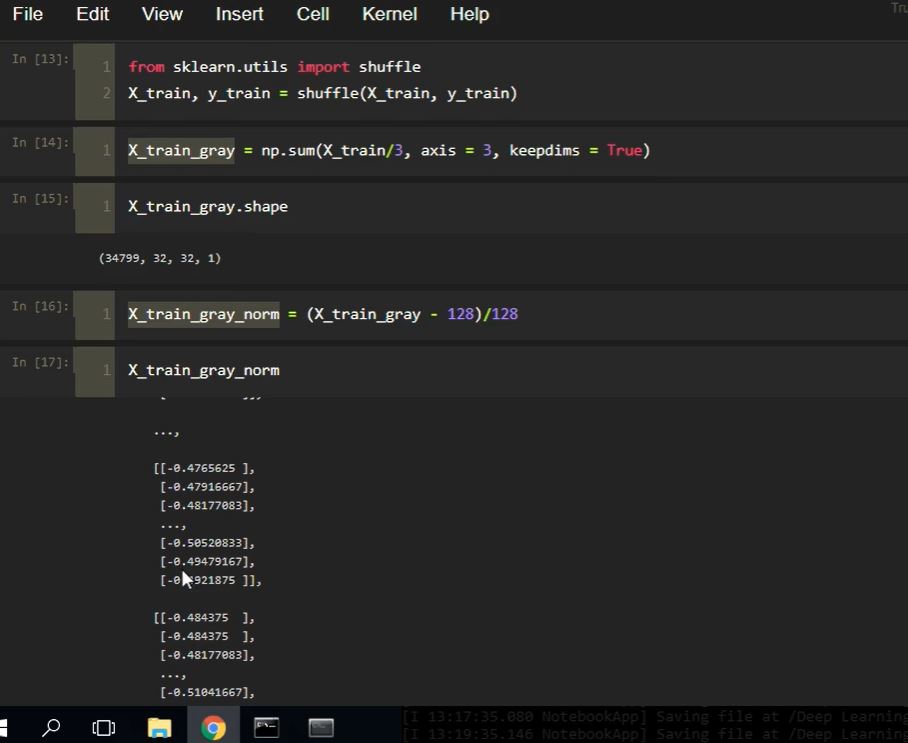 File Edit View Insert Cell Kernel Help
In [13]:
1 from sklearn.utils import shuffle
2 X_train, y_train = shuffle(X_train, y_train)
In [14]:
1 X_train_gray = np.sum(X_train/3, axis = 3, keepdims = True)
In [15]:
1 X_train_gray.shape
(34799, 32, 32, 1)
In [16]:
1 X_train_gray_norm = (X_train_gray - 128)/128
In [17]:
1 X_train_gray_norm
...,
[[-0.4765625 ],
[-0.47916667],
[-0.48177083],
...,
[-0.50520833],
[-0.49479167],
[[-0.484375  ],
[-0.484375  ],
[-0.48177083],
...,
[-0.51041667],
[I 13:17:35.080 NotebookApp] Saving file at /Deep Learning
[I 13:19:35.146 NotebookApp] Saving file at /Deep Learning